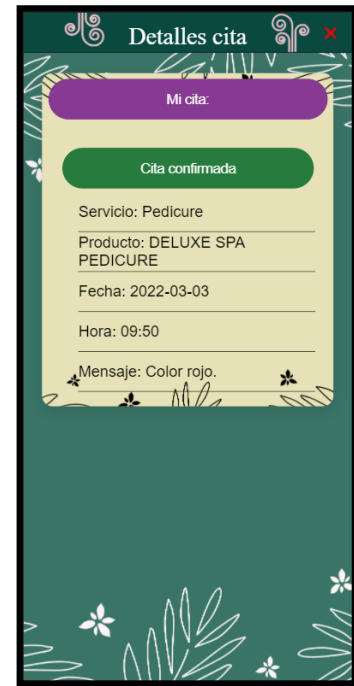 Detalles cita
×
Mi cita:
Cita confirmada
Servicio: Pedicure
Producto: DELUXE SPA
PEDICURE
Fecha: 2022-03-03
Hora: 09:50
Mensaje: Color rojo.